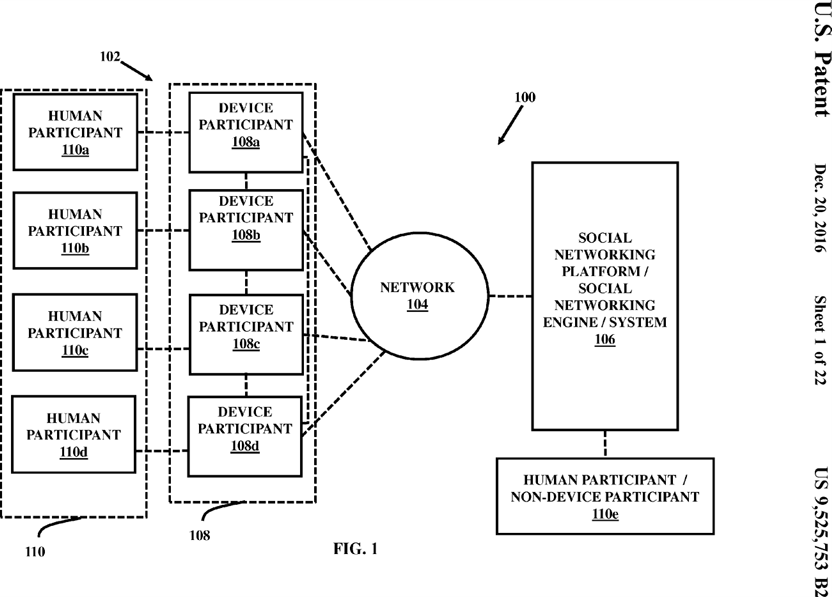 U.S. Patent
Dec. 20, 2016
Sheet 1 of 22
US 9,525,753 B2
102
100
HUMAN
PARTICIPANT
110a
HUMAN
PARTICIPANT
110b
HUMAN
PARTICIPANT
110c
HUMAN
PARTICIPANT
110d
110
DEVICE
PARTICIPANT
108a
DEVICE
PARTICIPANT
108b
DEVICE
PARTICIPANT
108c
DEVICE
PARTICIPANT
108d
108
NETWORK
104
SOCIAL
NETWORKING
PLATFORM /
SOCIAL
NETWORKING
ENGINE / SYSTEM
106
HUMAN PARTICIPANT /
NON-DEVICE PARTICIPANT
110e
FIG. 1